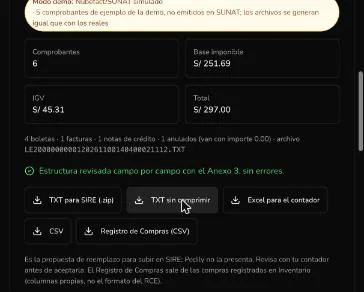 Modo demo: Nubefact/SUNAT simulado
· 5 comprobantes de ejemplo de la demo, no emitidos en SUNAT; los archivos se generan
igual que con los reales
Comprobantes
6
Base imponible
S/ 251.69
IGV
S/ 45.31
Total
S/ 297.00
4 boletas · 1 facturas · 1 notas de crédito · 1 anulados (van con importe 0.00) · archivo
Estructura revisada campo por campo con el Anexo 3, sin errores.
TXT para SIRE (.zip)
TXT sin comprimir
Excel para el contador
CSV
Registro de Compras (CSV)
Es la propuesta de reemplazo para subir en SIRE; Pedily no la presenta. Revisa con tu contador
antes de aceptarla. El Registro de Compras sale de las compras registradas en Inventario
(columnas propias, no el formato del RCE).